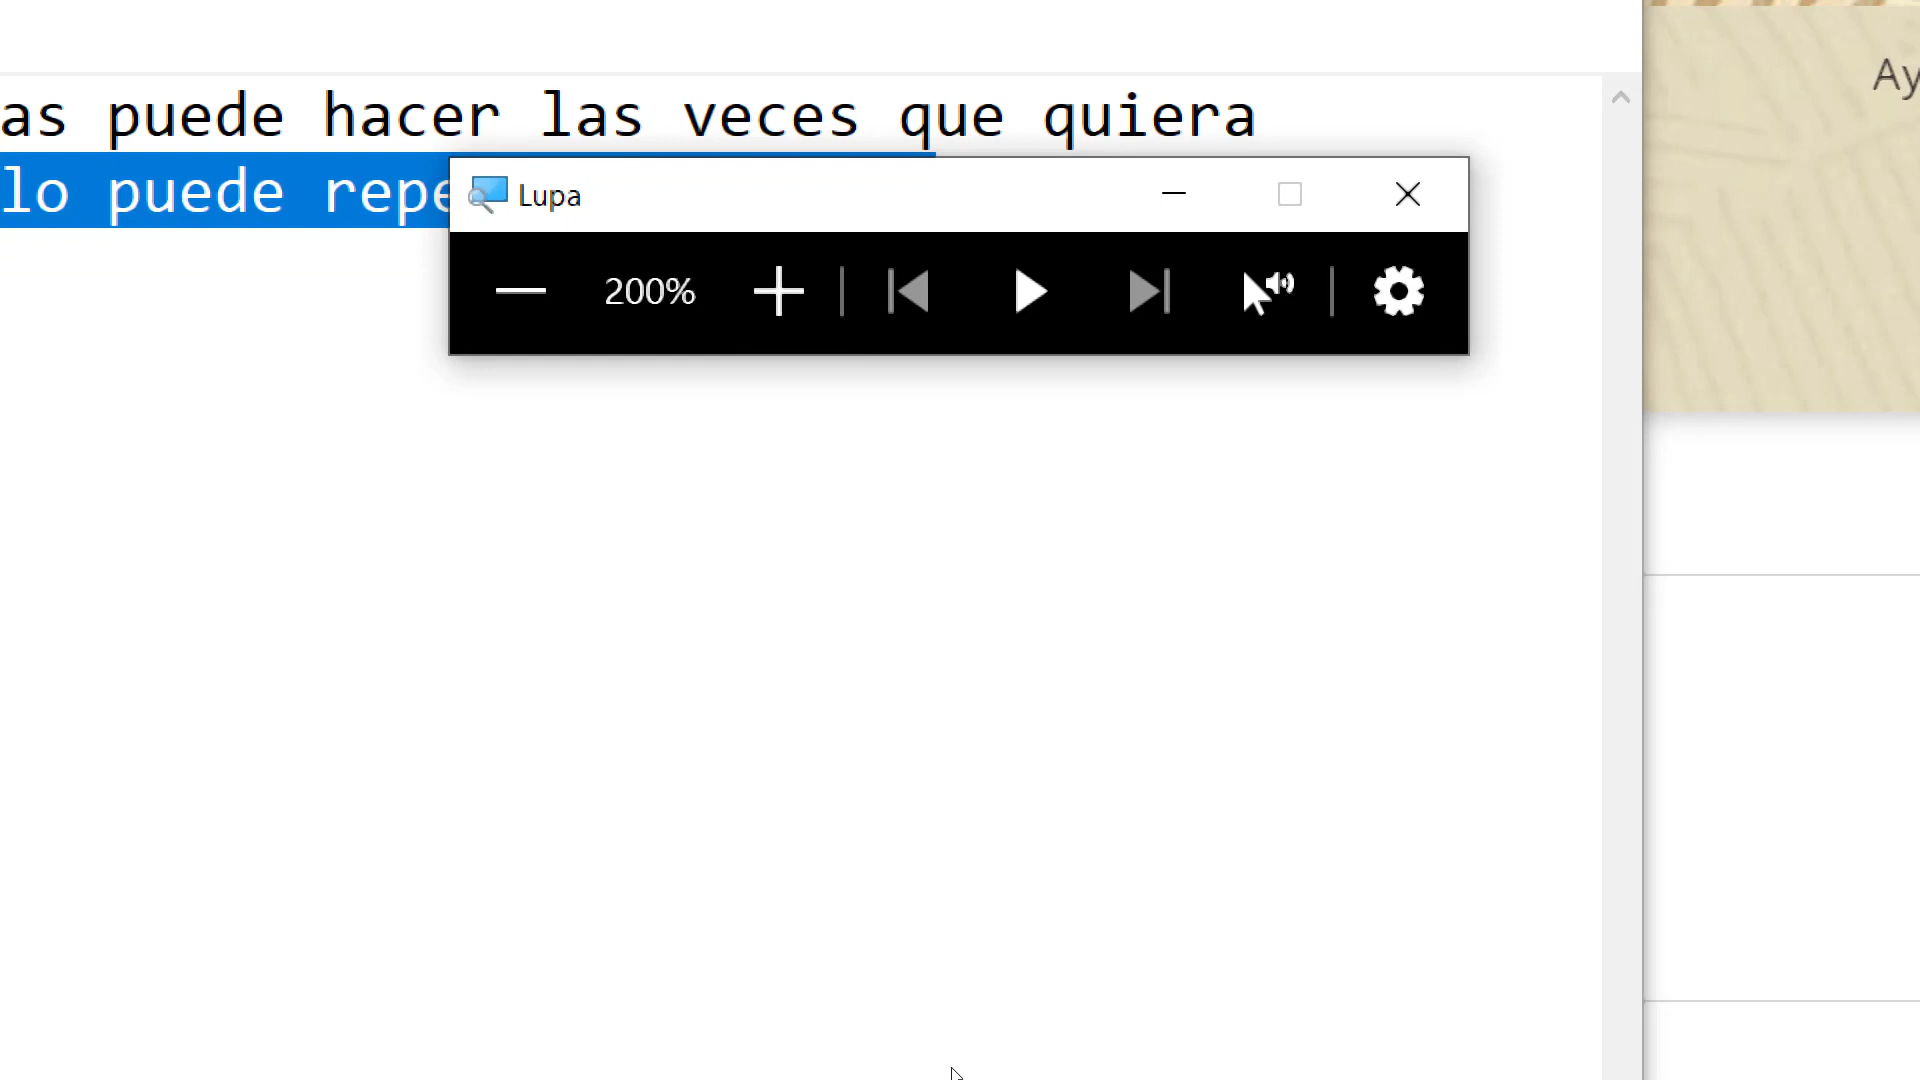 as puede hacer las veces que quiera
lo puede repe
Lupa
200%
Ay